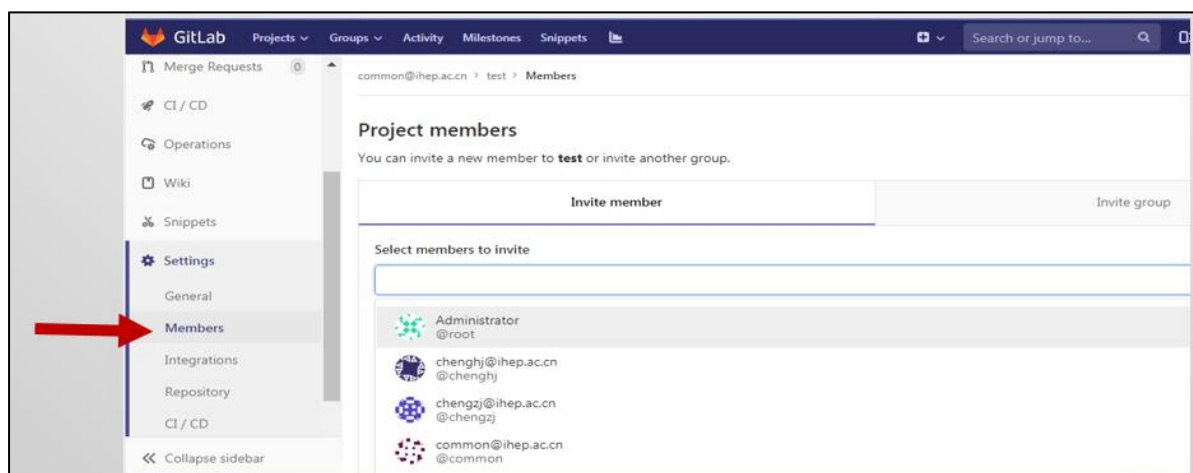 GitLab Projects Groups Activity Milestones Snippets Search or jump to...
Merge Requests 0
CI / CD
Operations
Wiki
Snippets
Settings
General
Members
Integrations
Repository
CI / CD
Collapse sidebar
common@ihep.ac.cn > test > Members
Project members
You can invite a new member to test or invite another group.
Invite member Invite group
Select members to invite
Administrator
@root
chenghj@ihep.ac.cn
@chenghj
chengzj@ihep.ac.cn
@chengzj
common@ihep.ac.cn
@common